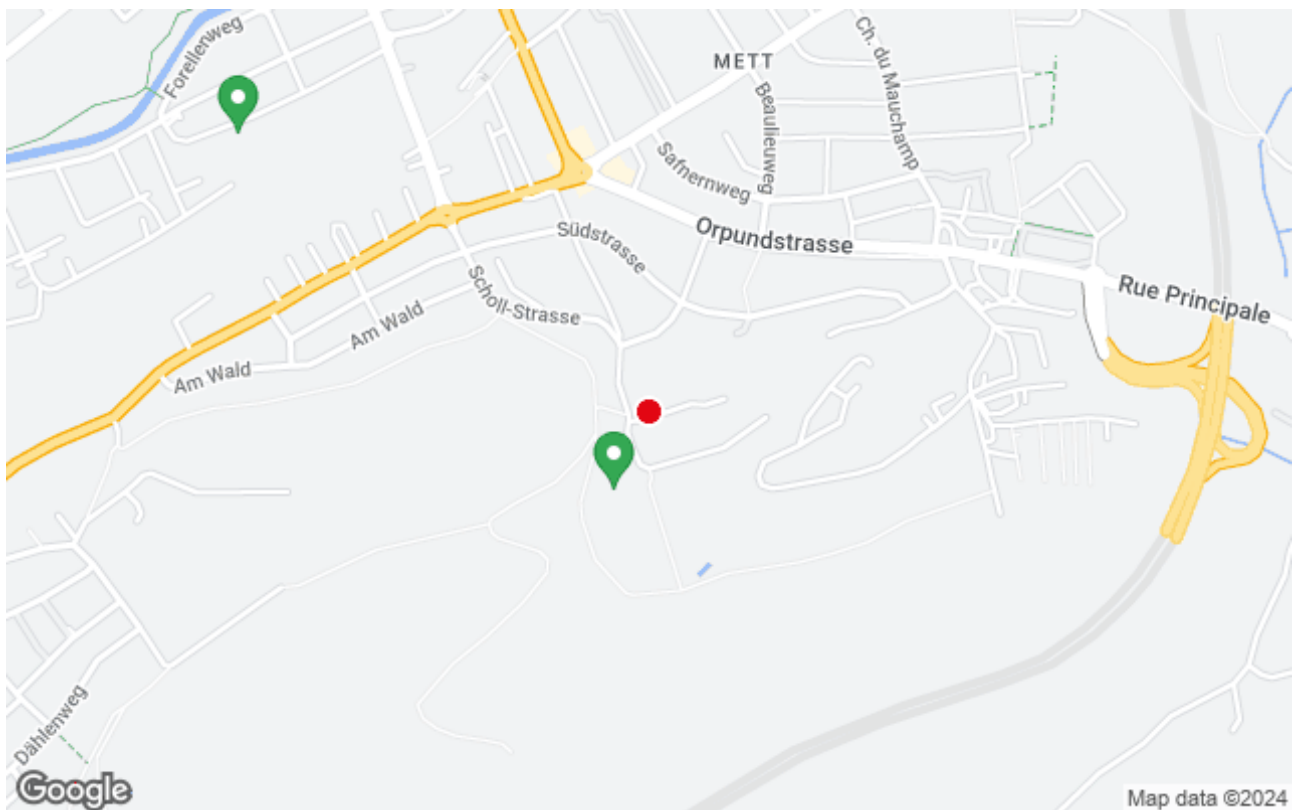 Forellenweg
METT
Ch. du Mauchamp
Beaulieuweg
Safnernweg
Südstrasse
Orpundstrasse
Rue Principale
Scholl-Strasse
Am Wald
Am Wald
Dählenweg
Google
Map data ©2024